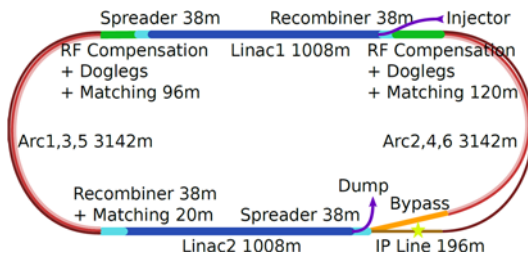 Spreader 38m
Recombiner 38m
Injector
RF Compensation
+ Doglegs
+ Matching 96m
Linac1 1008m
RF Compensation
+ Doglegs
+ Matching 120m
Arc1,3,5 3142m
Arc2,4,6 3142m
Recombiner 38m
+ Matching 20m
Spreader 38m
Dump
Bypass
Linac2 1008m
IP Line 196m